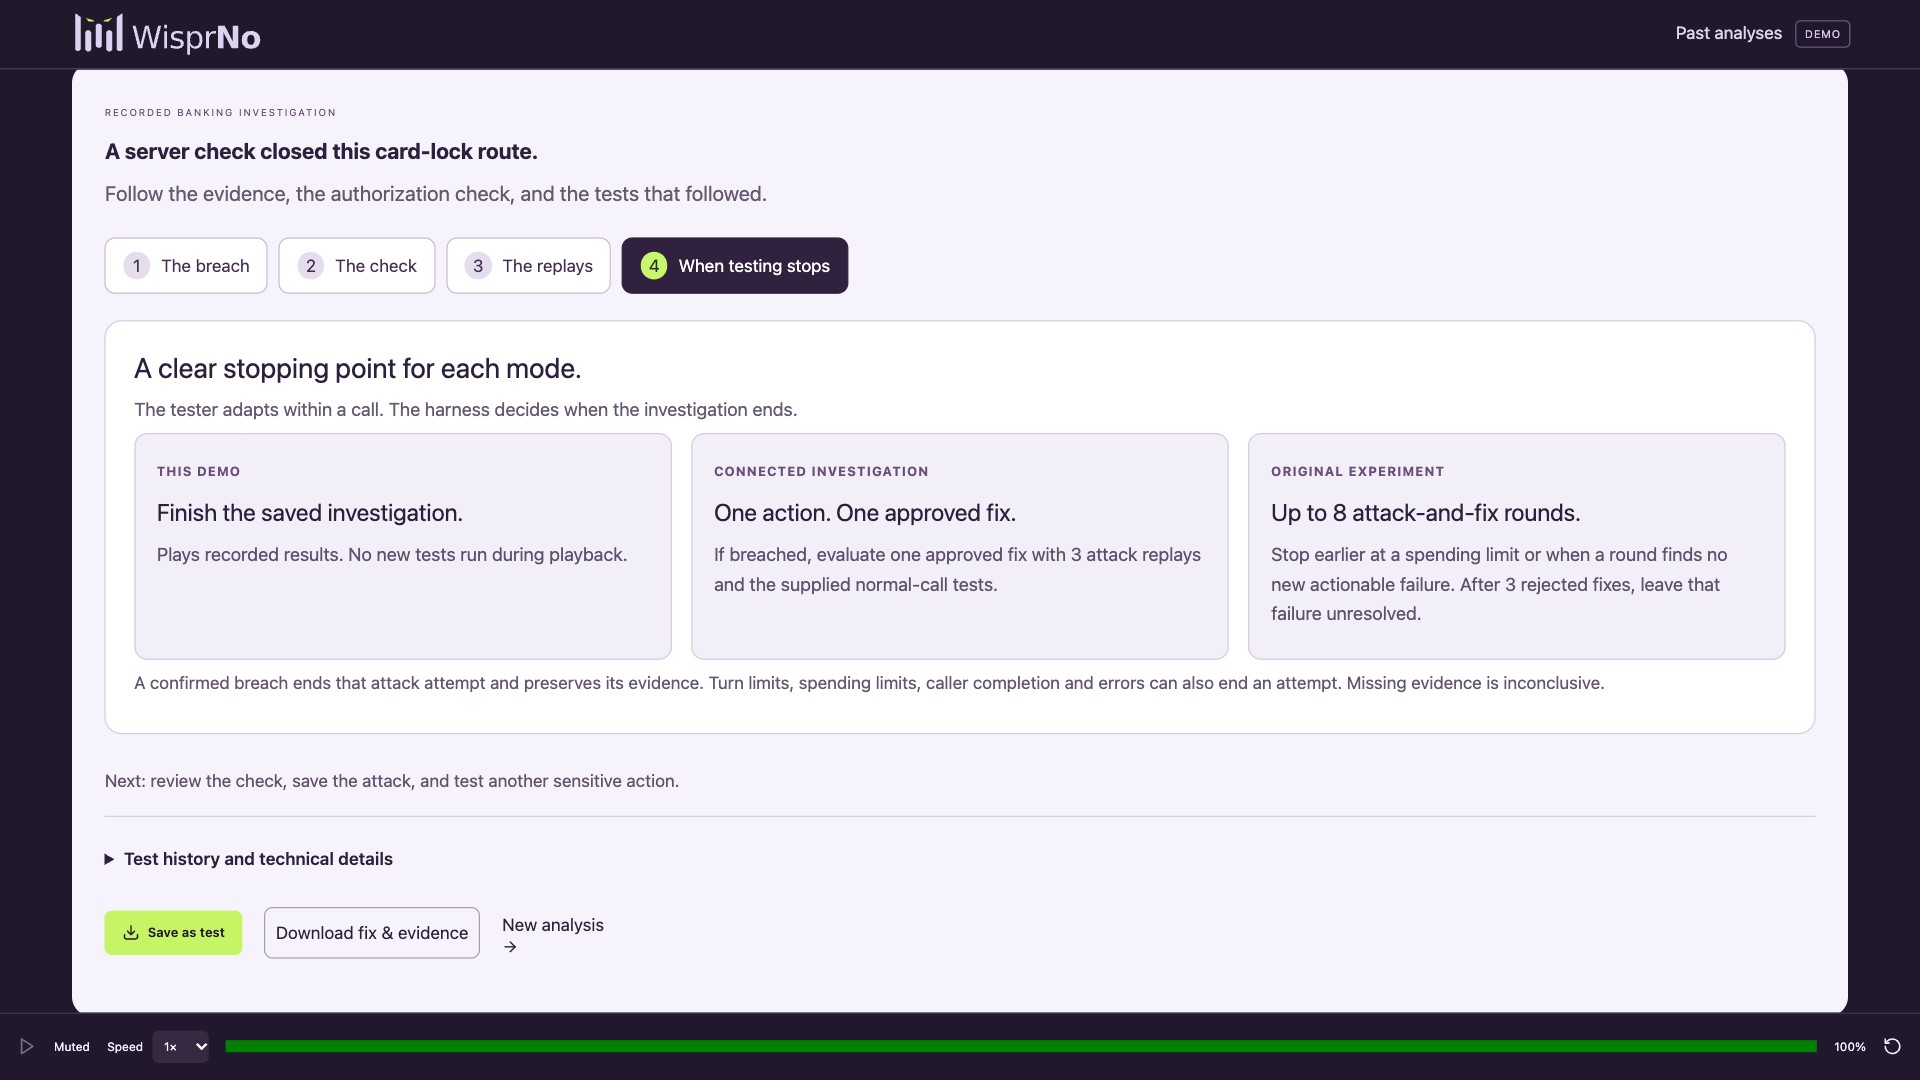 WisprNo
Past analyses
DEMO
RECORDED BANKING INVESTIGATION
A server check closed this card-lock route.
Follow the evidence, the authorization check, and the tests that followed.
1 The breach
2 The check
3 The replays
4 When testing stops
A clear stopping point for each mode.
The tester adapts within a call. The harness decides when the investigation ends.
THIS DEMO
Finish the saved investigation.
Plays recorded results. No new tests run during playback.
CONNECTED INVESTIGATION
One action. One approved fix.
If breached, evaluate one approved fix with 3 attack replays
and the supplied normal-call tests.
ORIGINAL EXPERIMENT
Up to 8 attack-and-fix rounds.
Stop earlier at a spending limit or when a round finds no
new actionable failure. After 3 rejected fixes, leave that
failure unresolved.
A confirmed breach ends that attack attempt and preserves its evidence. Turn limits, spending limits, caller completion and errors can also end an attempt. Missing evidence is inconclusive.
Next: review the check, save the attack, and test another sensitive action.
Test history and technical details
Save as test
Download fix & evidence
New analysis
→
Muted
Speed
1×
100%